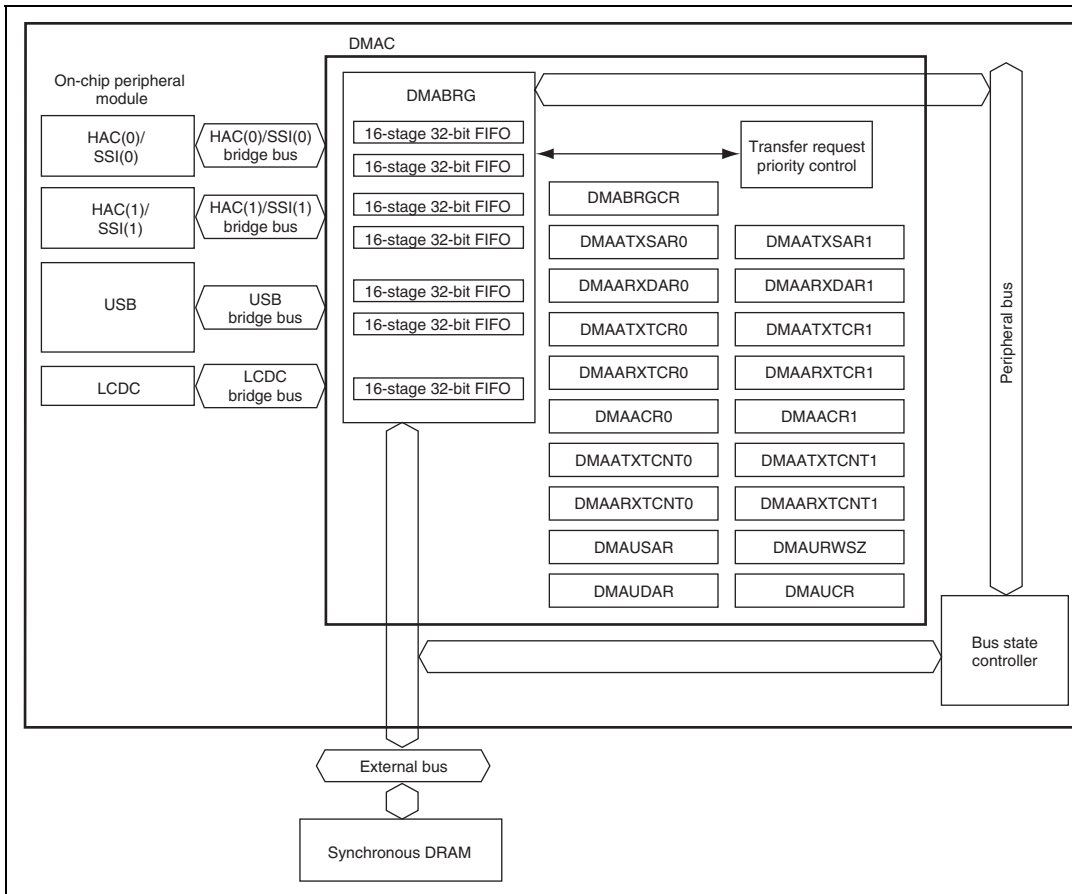 DMAC
On-chip peripheral
module
DMABRG
HAC(0)/
SSI(0)
HAC(0)/SSI(0)
bridge bus
16-stage 32-bit FIFO
16-stage 32-bit FIFO
Transfer request
priority control
HAC(1)/
SSI(1)
HAC(1)/SSI(1)
bridge bus
16-stage 32-bit FIFO
16-stage 32-bit FIFO
DMABRGCR
DMAATXSAR0
DMAATXSAR1
USB
USB
bridge bus
16-stage 32-bit FIFO
16-stage 32-bit FIFO
DMAARXDAR0
DMAARXDAR1
DMAATXTCR0
DMAATXTCR1
Peripheral bus
LCDC
LCDC
bridge bus
16-stage 32-bit FIFO
DMAARXTCR0
DMAARXTCR1
DMAACR0
DMAACR1
DMAATXTCNT0
DMAATXTCNT1
DMAARXTCNT0
DMAARXTCNT1
DMAUSAR
DMAURWSZ
DMAUDAR
DMAUCR
Bus state
controller
External bus
Synchronous DRAM